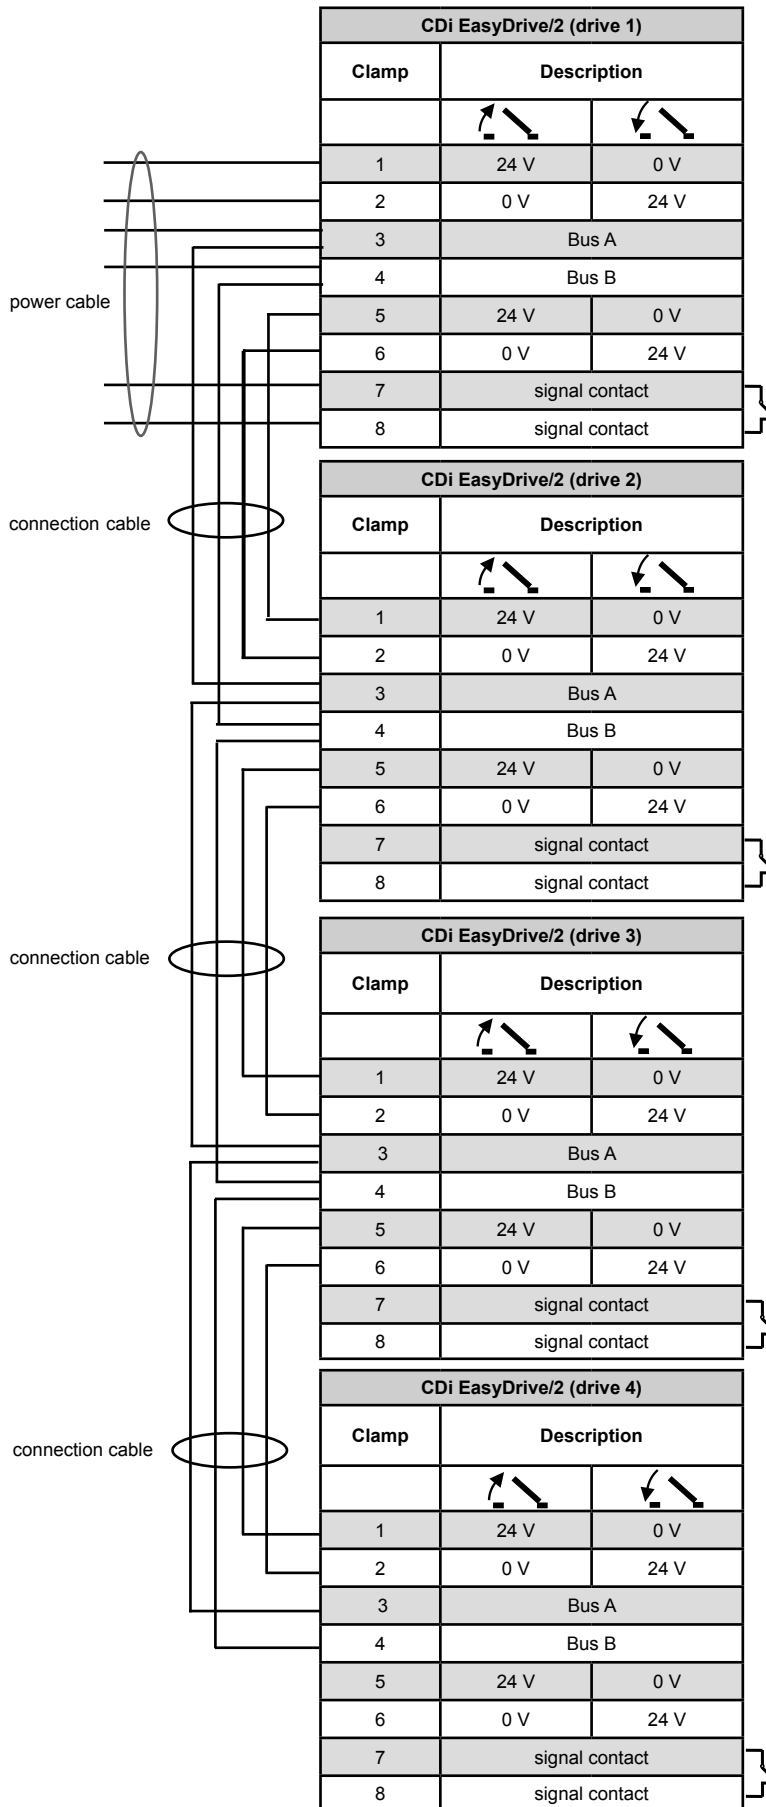 CDi EasyDrive/2 (drive 1)
Clamp Description
1 24 V 0 V
2 0 V 24 V
3 Bus A
4 Bus B
power cable
5 24 V 0 V
6 0 V 24 V
7 signal contact
8 signal contact
CDi EasyDrive/2 (drive 2)
connection cable
Clamp Description
1 24 V 0 V
2 0 V 24 V
3 Bus A
4 Bus B
5 24 V 0 V
6 0 V 24 V
7 signal contact
8 signal contact
CDi EasyDrive/2 (drive 3)
connection cable
Clamp Description
1 24 V 0 V
2 0 V 24 V
3 Bus A
4 Bus B
5 24 V 0 V
6 0 V 24 V
7 signal contact
8 signal contact
CDi EasyDrive/2 (drive 4)
Clamp Description
connection cable
1 24 V 0 V
2 0 V 24 V
3 Bus A
4 Bus B
5 24 V 0 V
6 0 V 24 V
7 signal contact
8 signal contact